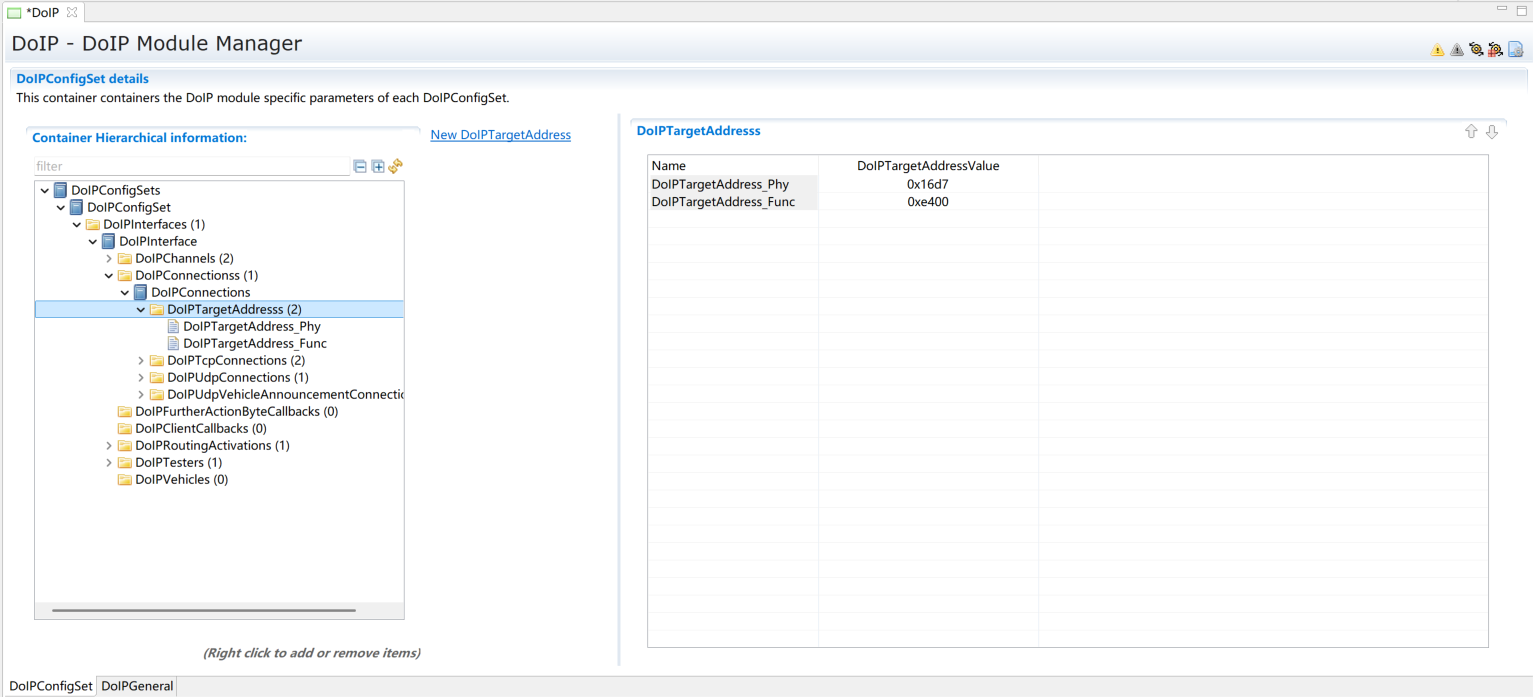 *DoIP
DoIP - DoIP Module Manager
DoIPConfigSet details
This container containers the DoIP module specific parameters of each DoIPConfigSet.
Container Hierarchical information:
New DoIPTargetAddress
filter
DoIPConfigSets
DoIPConfigSet
DoIPInterfaces (1)
DoIPInterface
DoIPChannels (2)
DoIPConnectionss (1)
DoIPConnections
DoIPTargetAddresss (2)
DoIPTargetAddress_Phy
DoIPTargetAddress_Func
DoIPTcpConnections (2)
DoIPUdpConnections (1)
DoIPUdpVehicleAnnouncementConnectic
DoIPFurtherActionByteCallbacks (0)
DoIPClientCallbacks (0)
DoIPRoutingActivations (1)
DoIPTesters (1)
DoIPVehicles (0)
(Right click to add or remove items)
DoIPTargetAddresss
Name DoIPTargetAddressValue
DoIPTargetAddress_Phy 0x16d7
DoIPTargetAddress_Func 0xe400
DoIPConfigSet DoIPGeneral